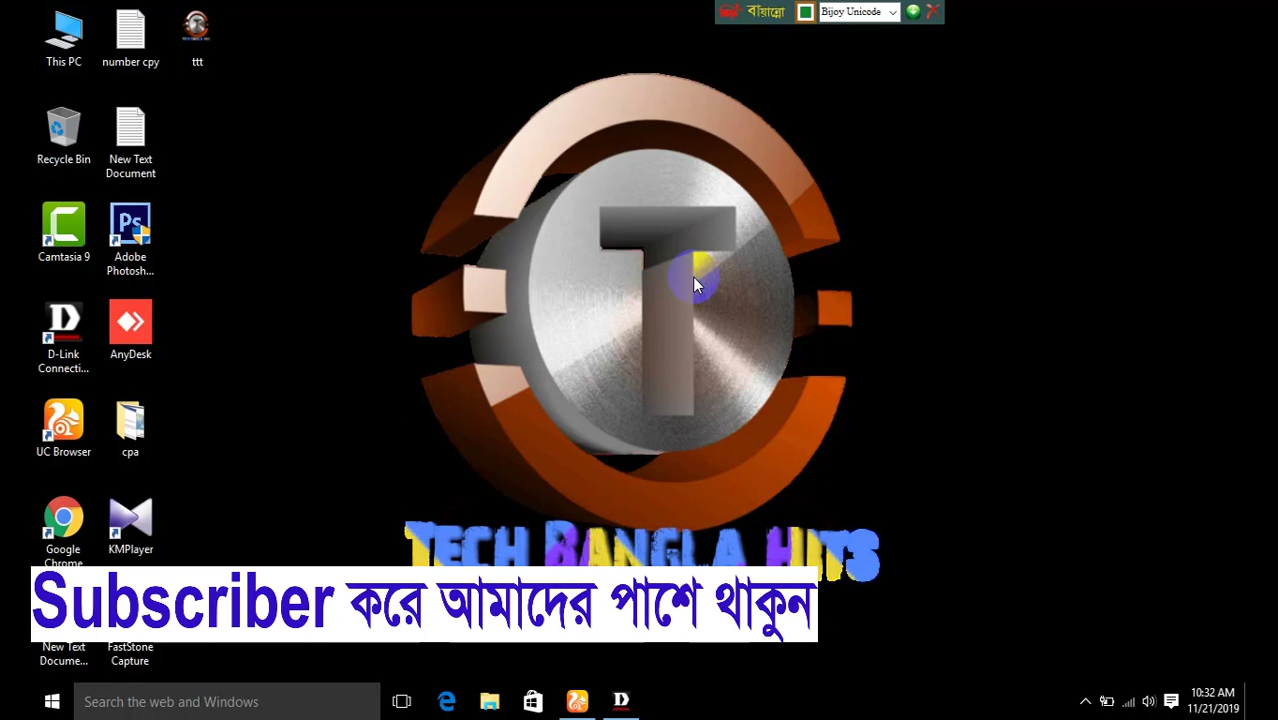 বায়ান্নো
Bijoy Unicode
This PC
number cpy
ttt
Recycle Bin
New Text
Document
Camtasia 9
Ps
Adobe
Photosh...
D-Link
Connecti...
AnyDesk
UC Browser
cpa
Google
Chrome
KMPlayer
T
TECH BANGLA HITS
Subscriber করে আমাদের পাশে থাকুন
New Text
Docume...
FastStone
Capture
Search the web and Windows
10:32 AM
11/21/2019